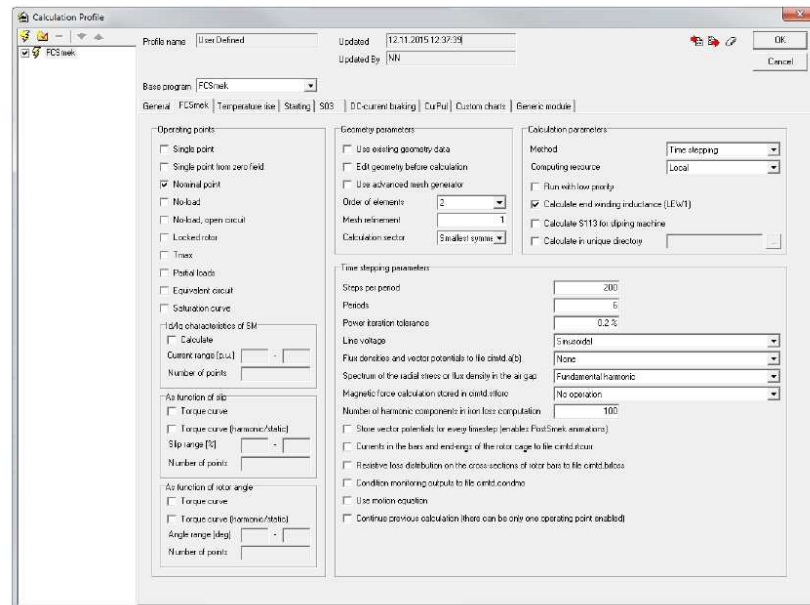 Calculation Profile
FCSmek
Profile name User Defined Updated 12.11.2015 12:37:39 OK
Updated By NN Cancel
Base program FCSmek
General FCSmek Temperature rise Starting S03 DC-current braking CurPul Custom charts Generic module
Operating points
Single point
Single point from zero field
Nominal point
No-load
No-load, open circuit
Locked rotor
Tmax
Partial loads
Equivalent circuit
Saturation curve
Id/Iq characteristics of SM
Calculate
Current range [p.u.] -
Number of points
As function of slip
Torque curve
Torque curve (harmonic/static)
Slip range [%] -
Number of points
As function of rotor angle
Torque curve
Torque curve (harmonic/static)
Angle range [deg] -
Number of points
Geometry parameters
Use existing geometry data
Edit geometry before calculation
Use advanced mesh generator
Order of elements 2
Mesh refinement 1
Calculation sector Smallest symme
Calculation parameters
Method Time stepping
Computing resource Local
Run with low priority
Calculate end winding inductance (LEW1)
Calculate S113 for slipring machine
Calculate in unique directory ...
Time stepping parameters
Steps per period 200
Periods 6
Power iteration tolerance 0.2 %
Line voltage Sinusoidal
Flux densities and vector potentials to file cimtd.a(b) None
Spectrum of the radial stress or flux density in the air gap Fundamental harmonic
Magnetic force calculation stored in No operation
Number of harmonic components in iron loss computation 100
Store vector potentials for every timestep (enables PostSmek animations)
Currents in the bars and end-rings of the rotor cage to file
Resistive loss distribution on the cross-sections of rotor bars to file
Condition monitoring outputs to file cimtd.condmo
Use motion equation
Continue previous calculation (there can be only one operating point enabled)